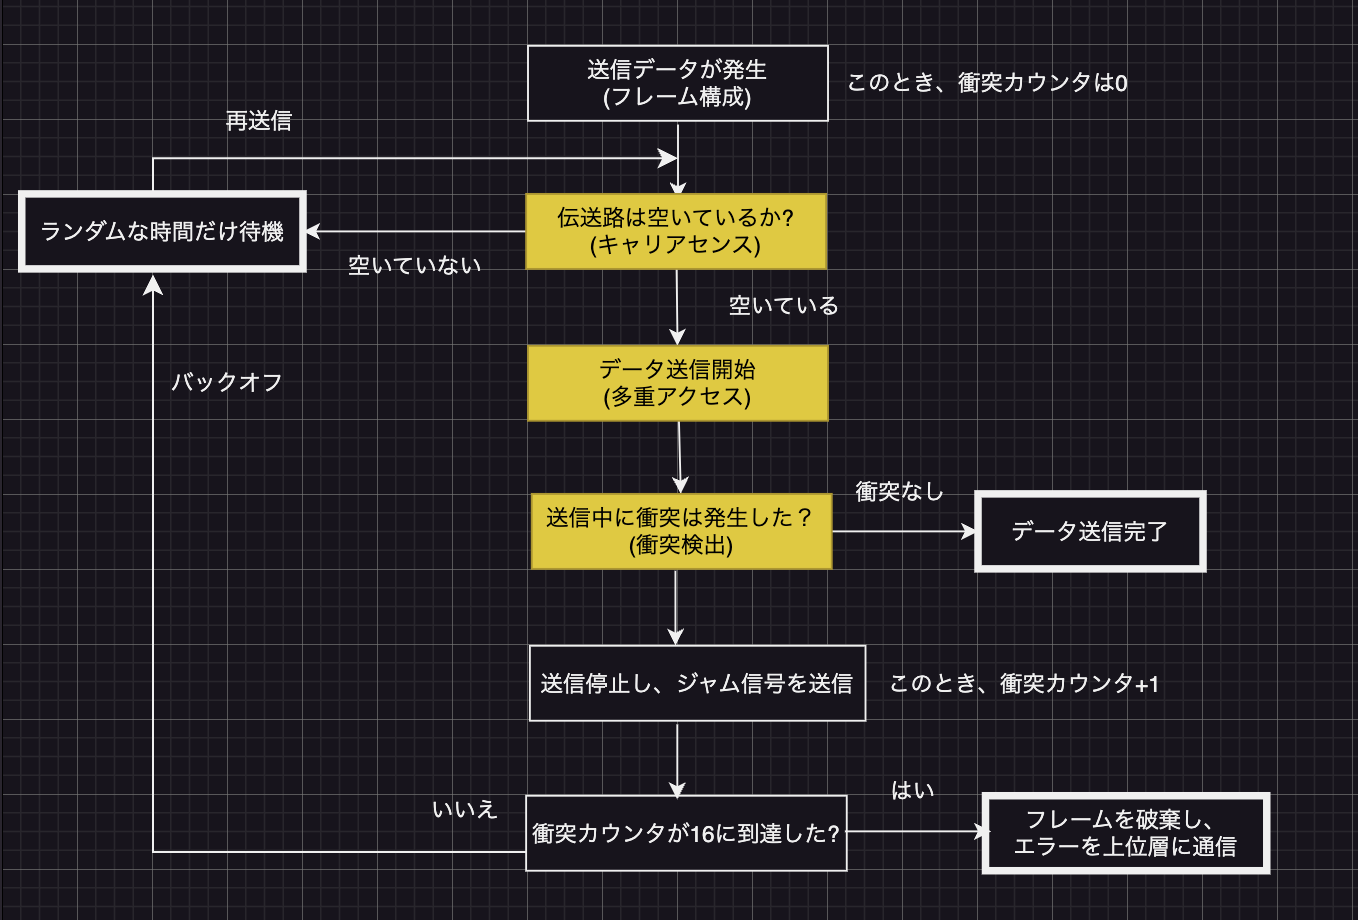 送信データが発生
(フレーム構成)
このとき、衝突カウンタは0
再送信
ランダムな時間だけ待機
伝送路は空いているか?
(キャリアセンス)
空いていない
空いている
バックオフ
データ送信開始
(多重アクセス)
衝突なし
送信中に衝突は発生した？
(衝突検出)
データ送信完了
送信停止し、ジャム信号を送信
このとき、衝突カウンタ+1
いいえ
はい
衝突カウンタが16に到達した?
フレームを破棄し、
エラーを上位層に通信